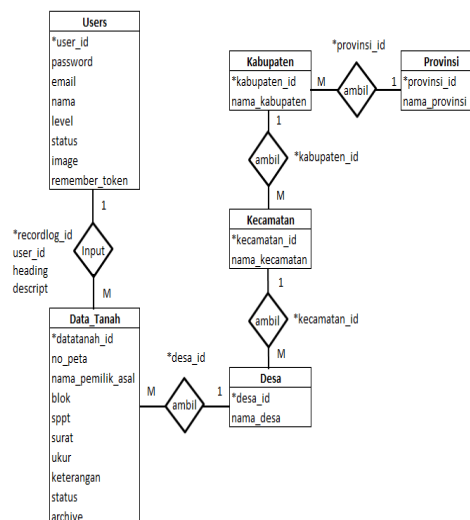 Users
*user_id
password
email
nama
level
status
image
remember_token
1
*recordlog_id
user_id
heading
descript
Input
M
Data_Tanah
*datatanah_id
no_peta
nama_pemilik_asal
blok
sppt
surat
ukur
keterangan
status
archive
*desa_id
M
ambil
1
Desa
*desa_id
nama_desa
M
ambil
*kecamatan_id
1
Kecamatan
*kecamatan_id
nama_kecamatan
M
ambil
*kabupaten_id
1
Kabupaten
*kabupaten_id
nama_kabupaten
*provinsi_id
M
ambil
1
Provinsi
*provinsi_id
nama_provinsi